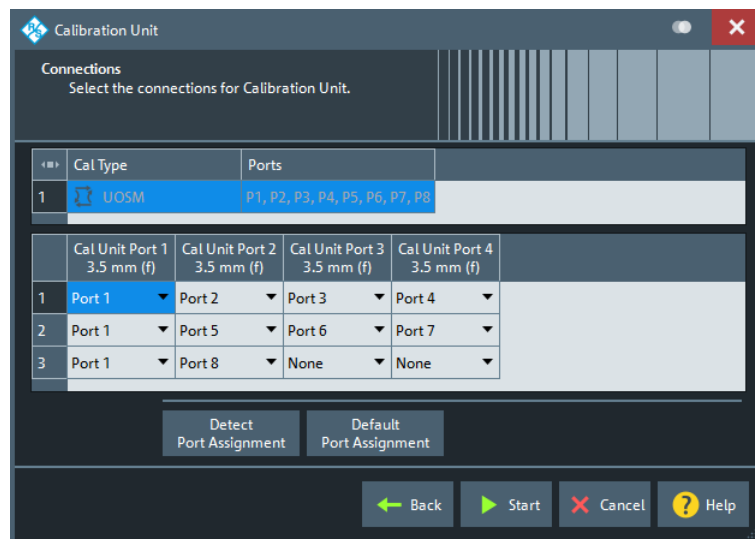 Calibration Unit
Connections
Select the connections for Calibration Unit.
Cal Type Ports
1 UOSM P1, P2, P3, P4, P5, P6, P7, P8
Cal Unit Port 1 Cal Unit Port 2 Cal Unit Port 3 Cal Unit Port 4
3.5 mm (f) 3.5 mm (f) 3.5 mm (f) 3.5 mm (f)
1 Port 1 Port 2 Port 3 Port 4
2 Port 1 Port 5 Port 6 Port 7
3 Port 1 Port 8 None None
Detect Default
Port Assignment Port Assignment
Back Start Cancel ? Help